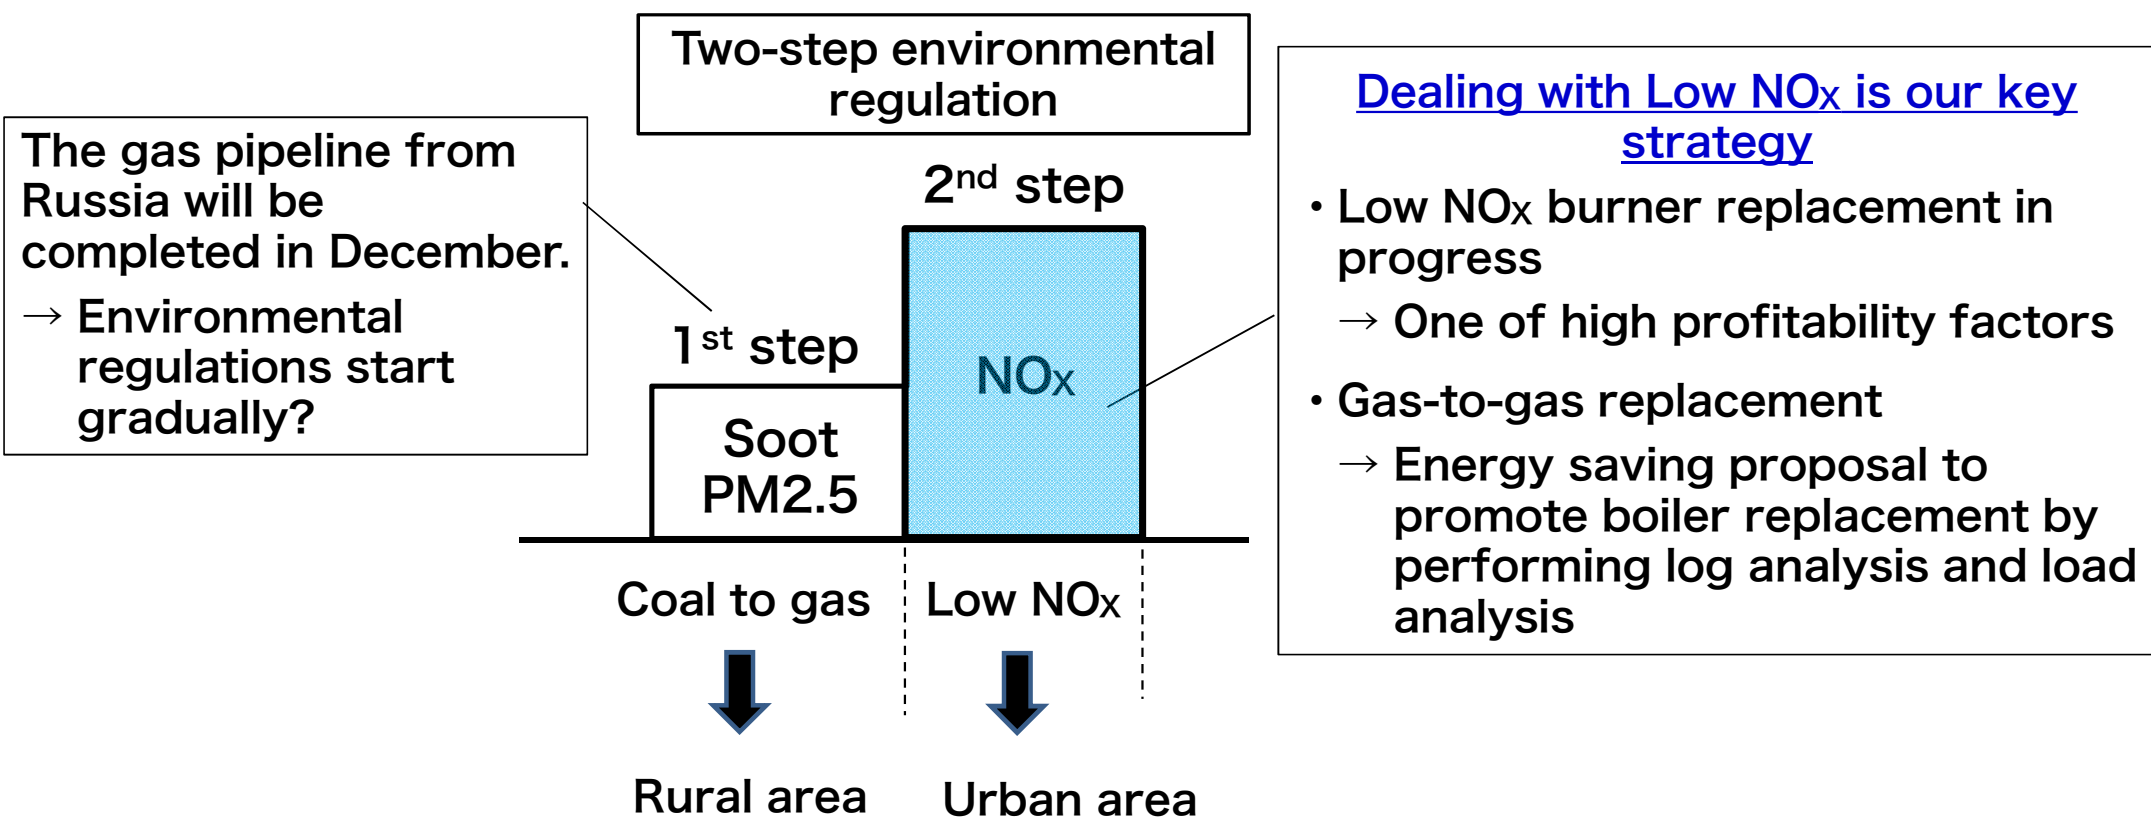 Two-step environmental
regulation
The gas pipeline from
Russia will be
completed in December.
→ Environmental
regulations start
gradually?
1st step
Soot
PM2.5
2nd step
NOx
Coal to gas
Low NOx
Rural area
Urban area
Dealing with Low NOx is our key
strategy
・Low NOx burner replacement in
progress
→ One of high profitability factors
・Gas-to-gas replacement
→ Energy saving proposal to
promote boiler replacement by
performing log analysis and load
analysis